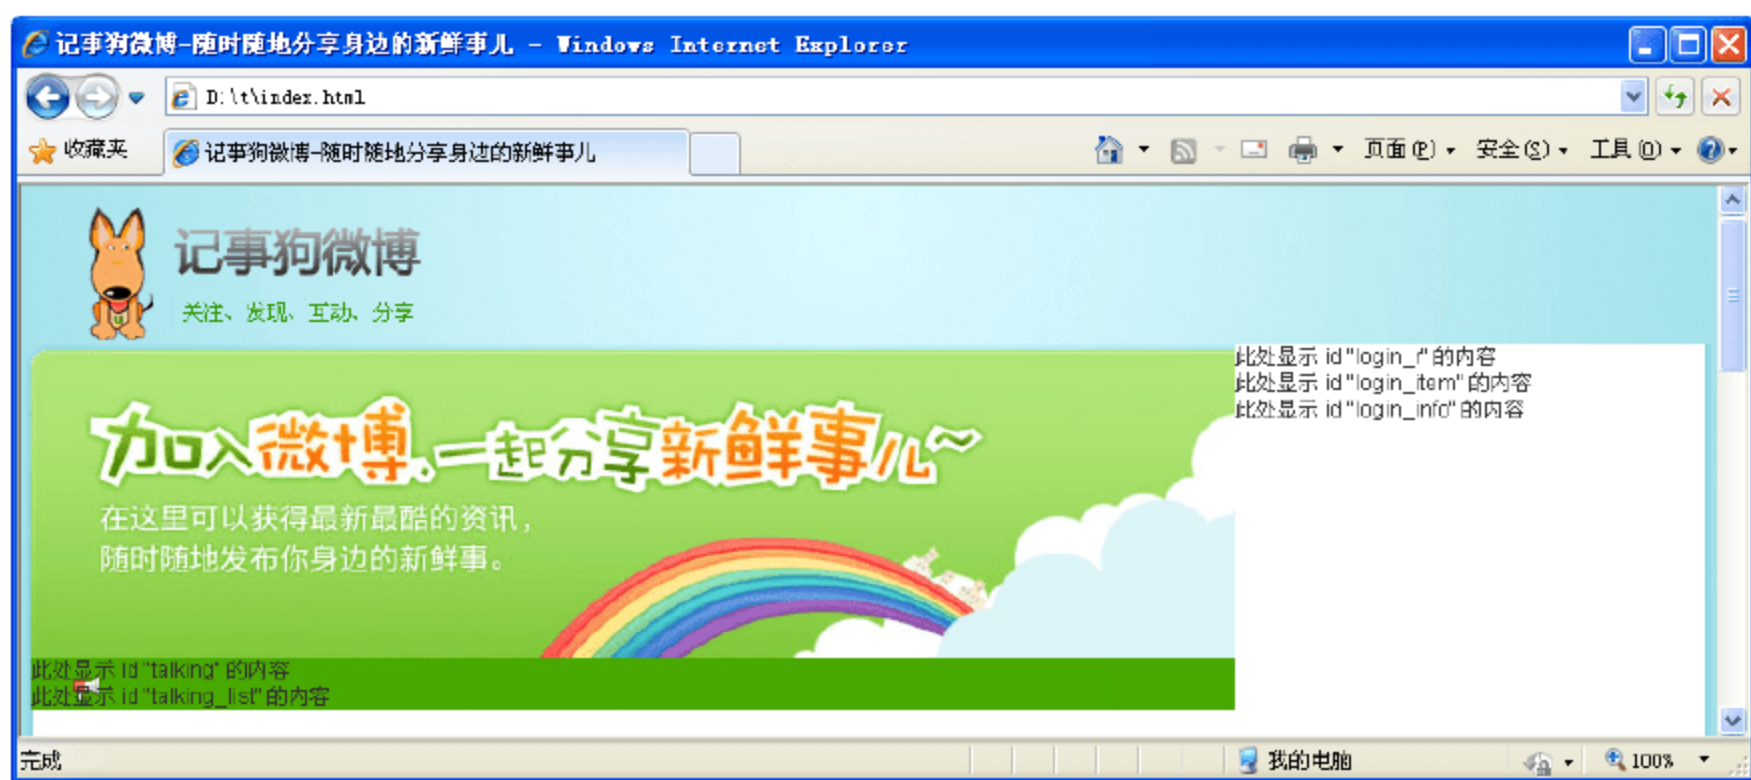 记事狗微博-随时随地分享身边的新鲜事儿 - Windows Internet Explorer
D:\t\index.html
收藏夹
记事狗微博-随时随地分享身边的新鲜事儿
页面(P) 安全(S) 工具(O)
记事狗微博
关注、发现、互动、分享
此处显示 id "login_r" 的内容
此处显示 id "login_item" 的内容
此处显示 id "login_info" 的内容
加入微博、一起分享新鲜事儿~
在这里可以获得最新最酷的资讯，
随时随地发布你身边的新鲜事。
此处显示 id "talking" 的内容
此处显示 id "talking_list" 的内容
完成
我的电脑
100%